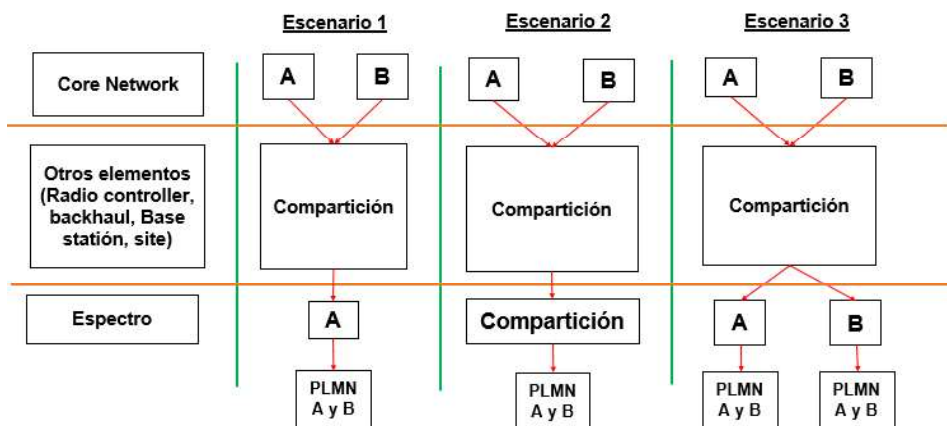 Escenario 1
Escenario 2
Escenario 3
Core Network
A
B
A
B
A
B
Otros elementos
(Radio controller,
backhaul, Base
statión, site)
Compartición
Compartición
Compartición
Espectro
A
Compartición
A
B
PLMN
A y B
PLMN
A y B
PLMN
A y B
PLMN
A y B